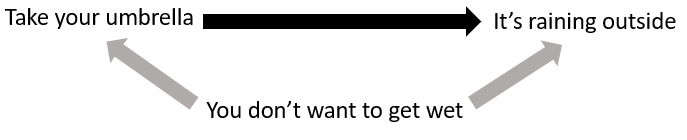 Take your umbrella
It's raining outside
You don't want to get wet